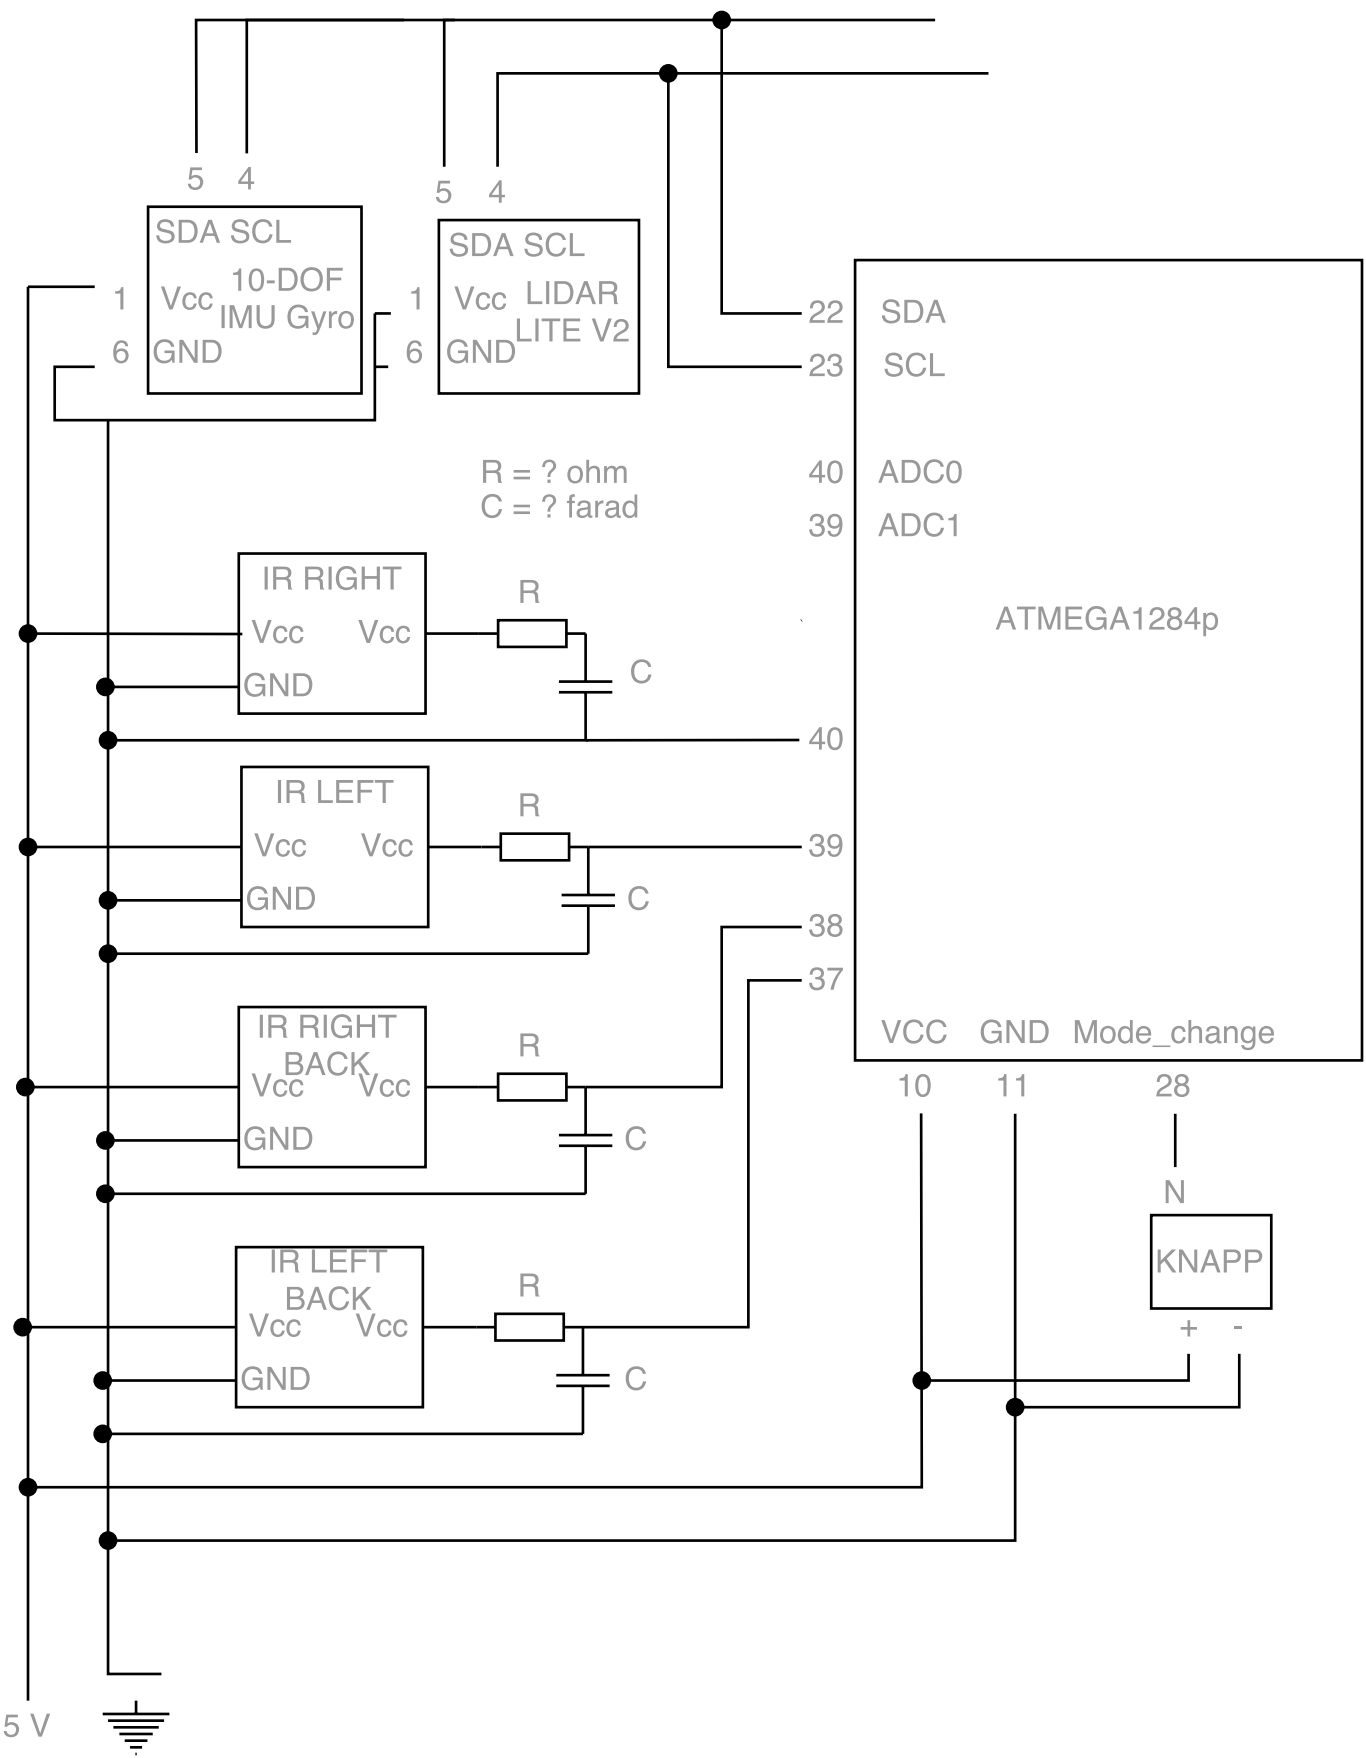 5 4
5 4
SDA SCL
10-DOF
IMU Gyro
1 Vcc
6 GND
SDA SCL
LIDAR
LITE V2
1 Vcc
6 GND
22 SDA
23 SCL
R = ? ohm
C = ? farad
40 ADC0
39 ADC1
ATMEGA1284p
IR RIGHT
Vcc Vcc
GND
R
C
40
IR LEFT
Vcc Vcc
GND
R
C
39
38
37
IR RIGHT
BACK
Vcc Vcc
GND
R
C
VCC GND Mode_change
10 11 28
N
KNAPP
+ -
IR LEFT
BACK
Vcc Vcc
GND
R
C
5 V